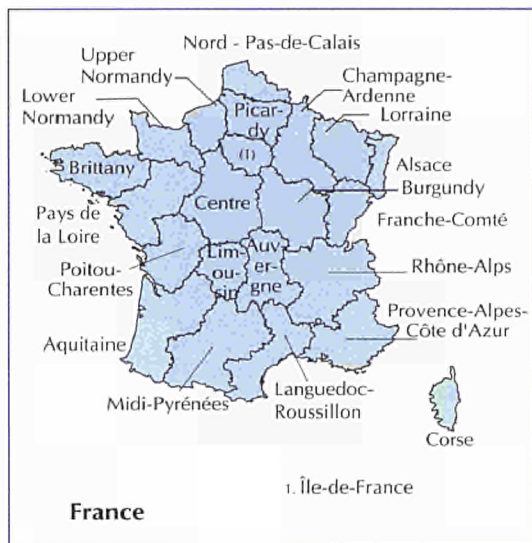 Nord - Pas-de-Calais
Upper
Normandy
Champagne-
Ardenne
Lower
Normandy
Picar-
dy
Lorraine
(1)
Brittany
Alsace
Burgundy
Centre
Pays de
la Loire
Franche-Comté
Poitou-
Charentes
Lim-
ou-
sin
Auv-
er-
gne
Rhône-Alps
Provence-Alpes-
Côte d'Azur
Aquitaine
Midi-Pyrénées
Languedoc-
Roussillon
Corse
1. Île-de-France
France